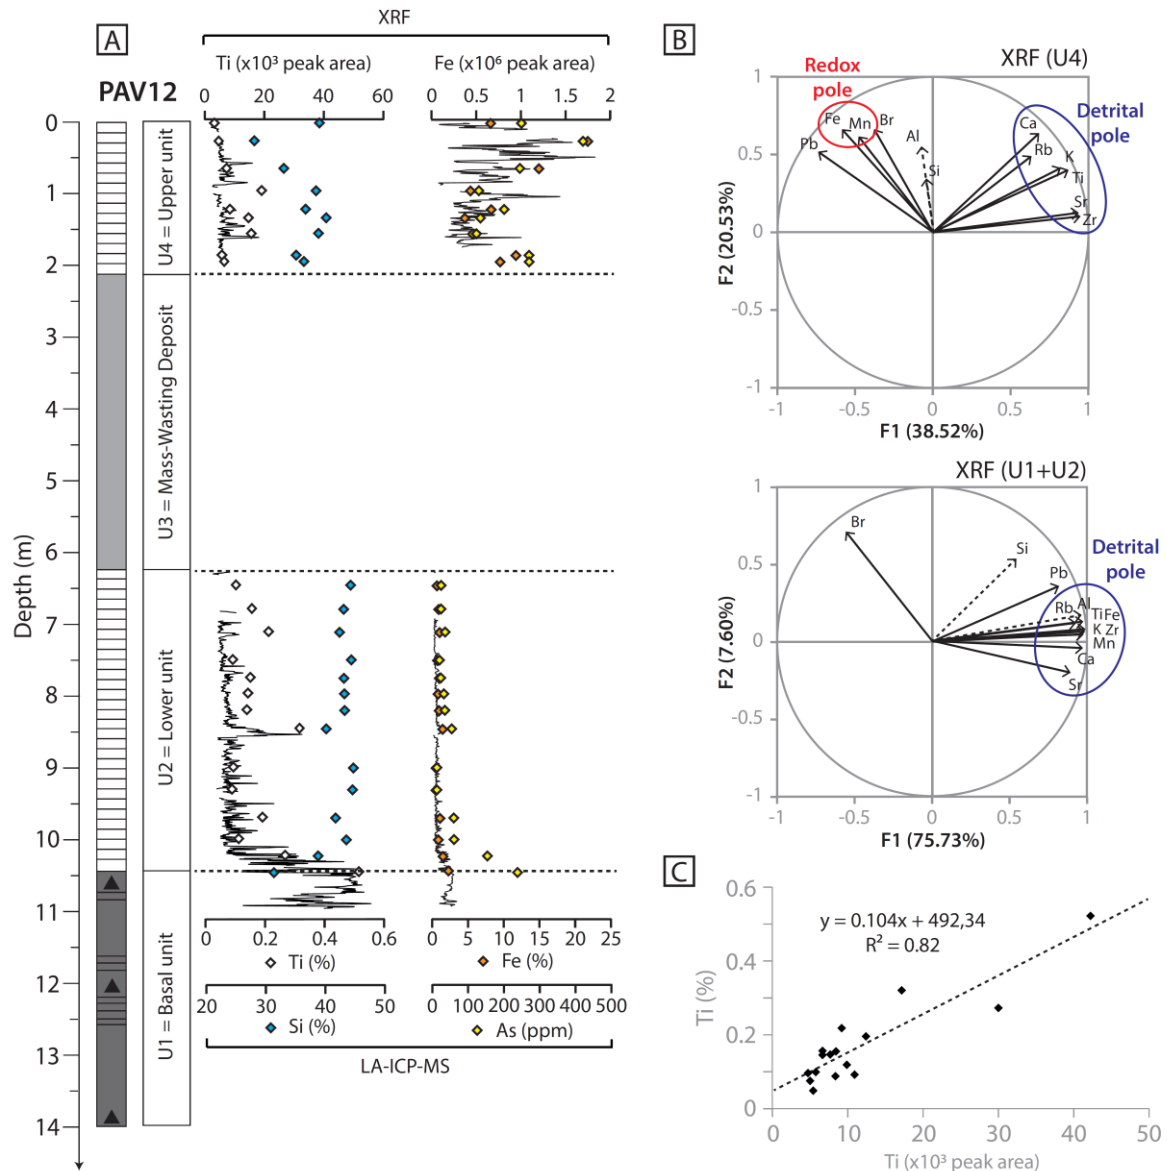 A
XRF
PAV12
Ti (x10³ peak area)
Fe (x10⁶ peak area)
0 20 40 60
0 0.5 1 1.5 2
Depth (m)
0
1
2
3
4
5
6
7
8
9
10
11
12
13
14
U4 = Upper unit
U3 = Mass-Wasting Deposit
U2 = Lower unit
U1 = Basal unit
0 0.2 0.4 0.6
Ti (%)
20 30 40 50
Si (%)
0 5 10 15 20 25
Fe (%)
0 100 200 300 400 500
As (ppm)
LA-ICP-MS
B
XRF (U4)
Redox
pole
Detrital
pole
Fe
Mn
Br
Pb
Al
Si
Ca
Rb
K
Ti
Sr
Zr
1
0.5
0
-0.5
-1
-1 -0.5 0 0.5 1
F2 (20.53%)
F1 (38.52%)
XRF (U1+U2)
Detrital
pole
Br
Si
Pb
Rb
Al
Ti
Fe
K
Zr
Mn
Ca
Sr
1
0.5
0
-0.5
-1
-1 -0.5 0 0.5 1
F2 (7.60%)
F1 (75.73%)
C
y = 0.104x + 492,34
R² = 0.82
0.6
0.4
0.2
0
Ti (%)
0 10 20 30 40 50
Ti (x10³ peak area)